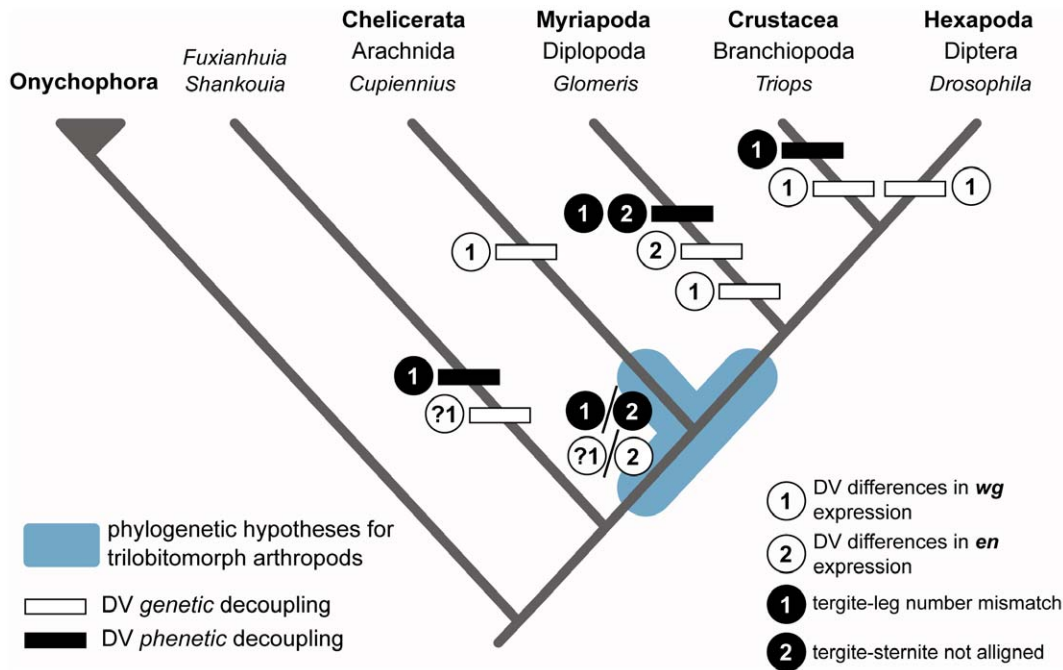 Onychophora
Fuxianhuia
Shankouia
Chelicerata
Arachnida
Cupiennius
Myriapoda
Diplopoda
Glomeris
Crustacea
Branchiopoda
Triops
Hexapoda
Diptera
Drosophila
1
1
1
1 2
1
2
1
1
?1
1/2
?1/2
phylogenetic hypotheses for
trilobitomorph arthropods
DV genetic decoupling
DV phenetic decoupling
1 DV differences in wg
expression
2 DV differences in en
expression
1 tergite-leg number mismatch
2 tergite-sternite not alligned